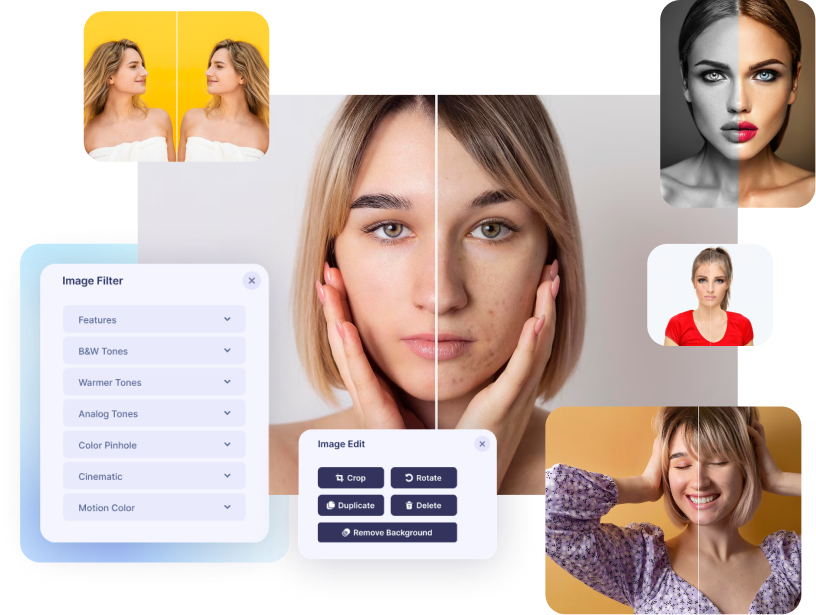 Image Filter
Features
B&W Tones
Warmer Tones
Analog Tones
Color Pinhole
Cinematic
Motion Color
Image Edit
Crop
Rotate
Duplicate
Delete
Remove Background